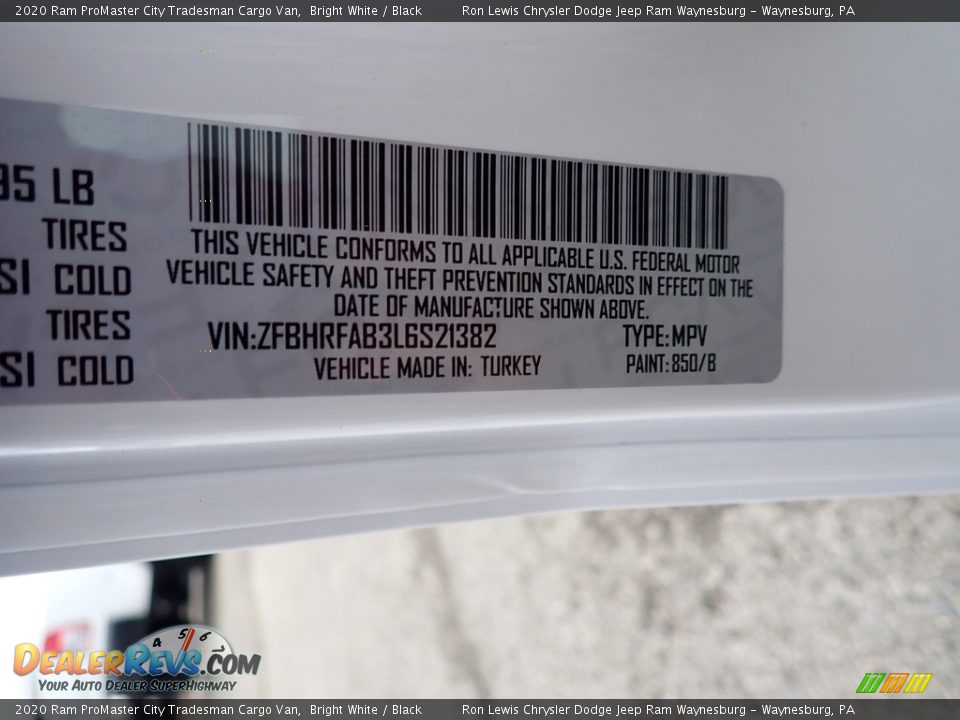 2020 Ram ProMaster City Tradesman Cargo Van, Bright White / Black Ron Lewis Chrysler Dodge Jeep Ram Waynesburg - Waynesburg, PA
95 LB
TIRES
SI COLD
TIRES
SI COLD
THIS VEHICLE CONFORMS TO ALL APPLICABLE U.S. FEDERAL MOTOR
VEHICLE SAFETY AND THEFT PREVENTION STANDARDS IN EFFECT ON THE
DATE OF MANUFACTURE SHOWN ABOVE.
VIN:ZFBHRFAB3L6S21382 TYPE:MPV
VEHICLE MADE IN: TURKEY PAINT:850/B
4 5 6
DEALERREVS.COM
YOUR AUTO DEALER SUPERHIGHWAY
2020 Ram ProMaster City Tradesman Cargo Van, Bright White / Black Ron Lewis Chrysler Dodge Jeep Ram Waynesburg - Waynesburg, PA